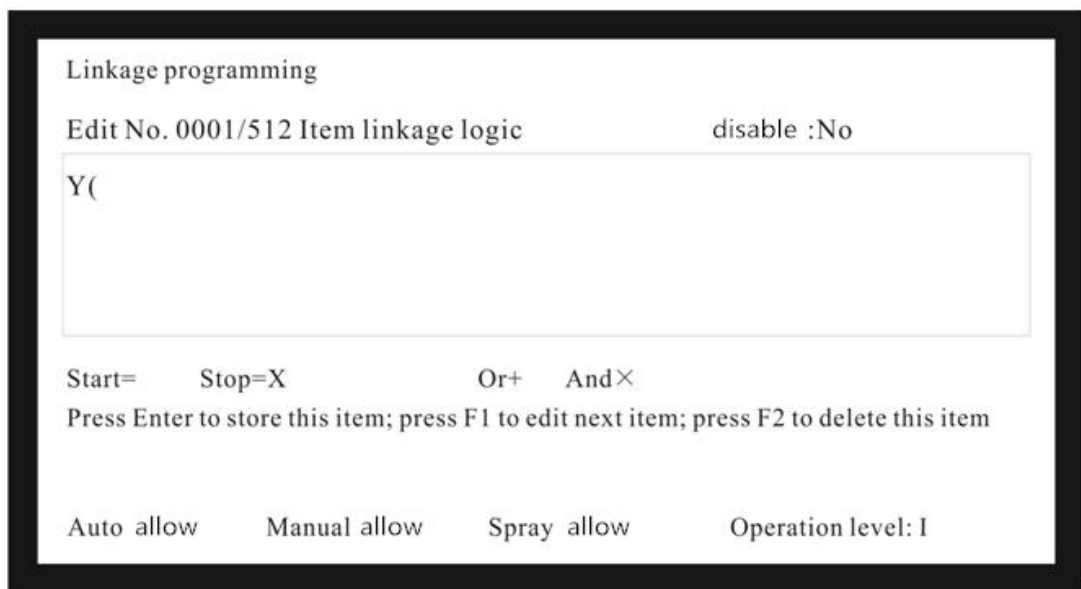 Linkage programming
Edit No. 0001/512 Item linkage logic disable :No
Y(
Start= Stop=X Or+ And×
Press Enter to store this item; press F1 to edit next item; press F2 to delete this item
Auto allow Manual allow Spray allow Operation level: I